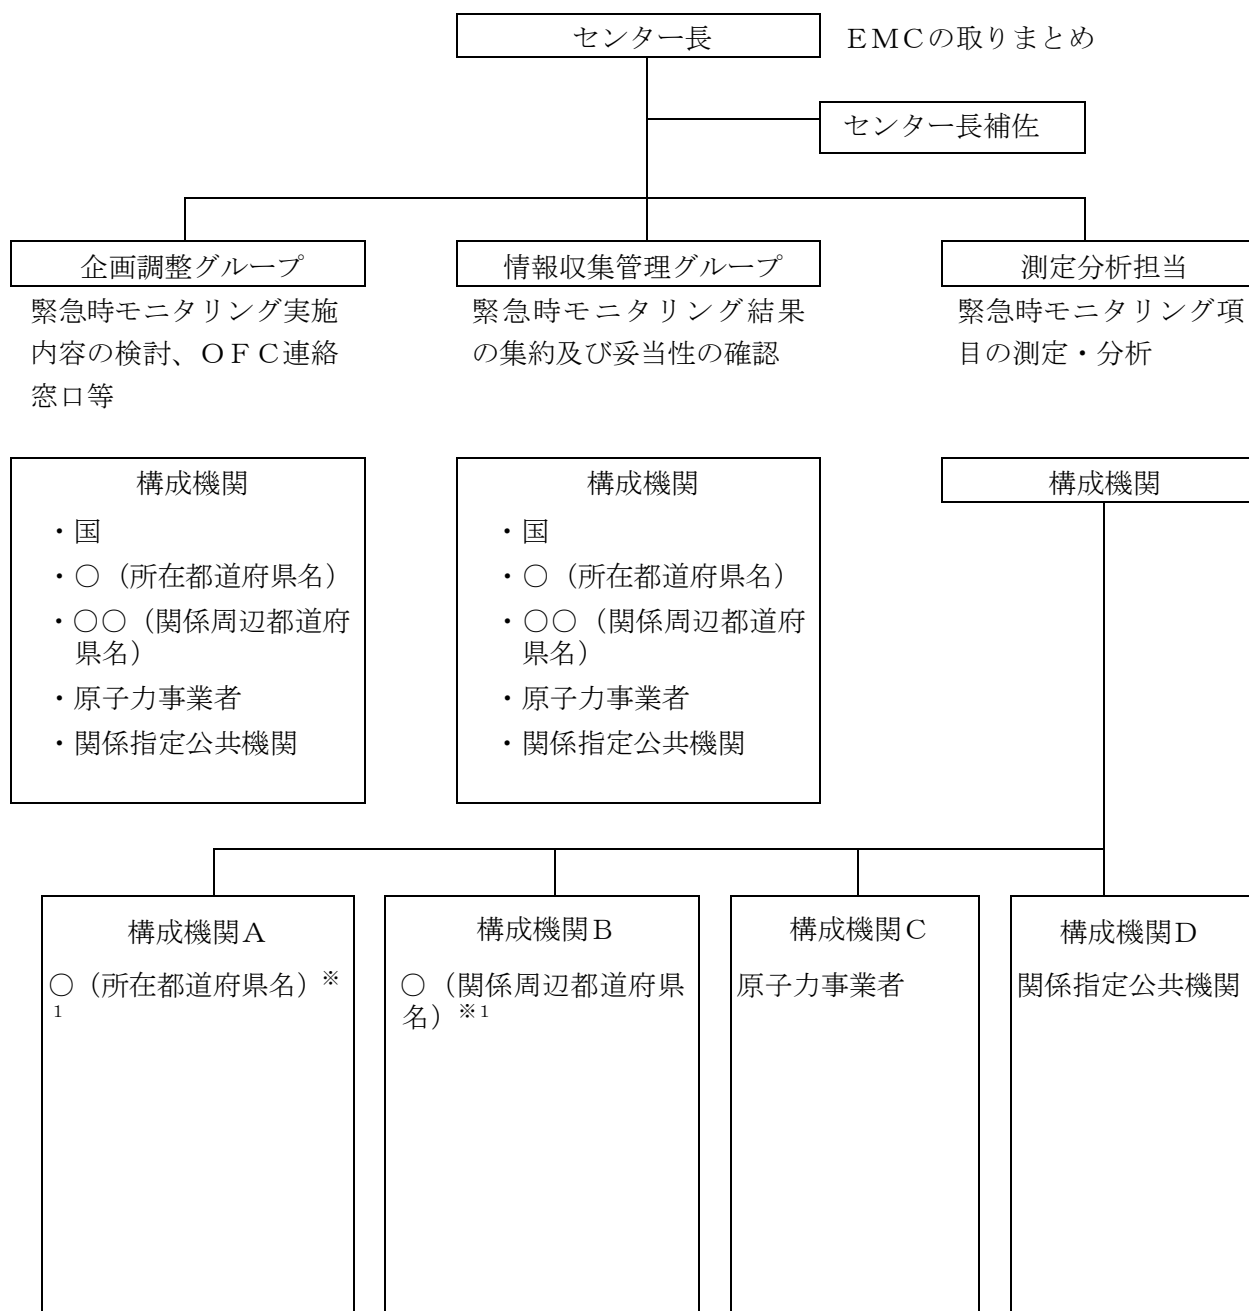 センター長
ＥＭＣの取りまとめ
センター長補佐
企画調整グループ
緊急時モニタリング実施
内容の検討、ＯＦＣ連絡
窓口等
情報収集管理グループ
緊急時モニタリング結果
の集約及び妥当性の確認
測定分析担当
緊急時モニタリング項
目の測定・分析
構成機関
・国
・○（所在都道府県名）
・○○（関係周辺都道府
県名）
・原子力事業者
・関係指定公共機関
構成機関
・国
・○（所在都道府県名）
・○○（関係周辺都道府
県名）
・原子力事業者
・関係指定公共機関
構成機関
構成機関Ａ
○（所在都道府県名）※
1
構成機関Ｂ
○（関係周辺都道府県
名）※1
構成機関Ｃ
原子力事業者
構成機関Ｄ
関係指定公共機関